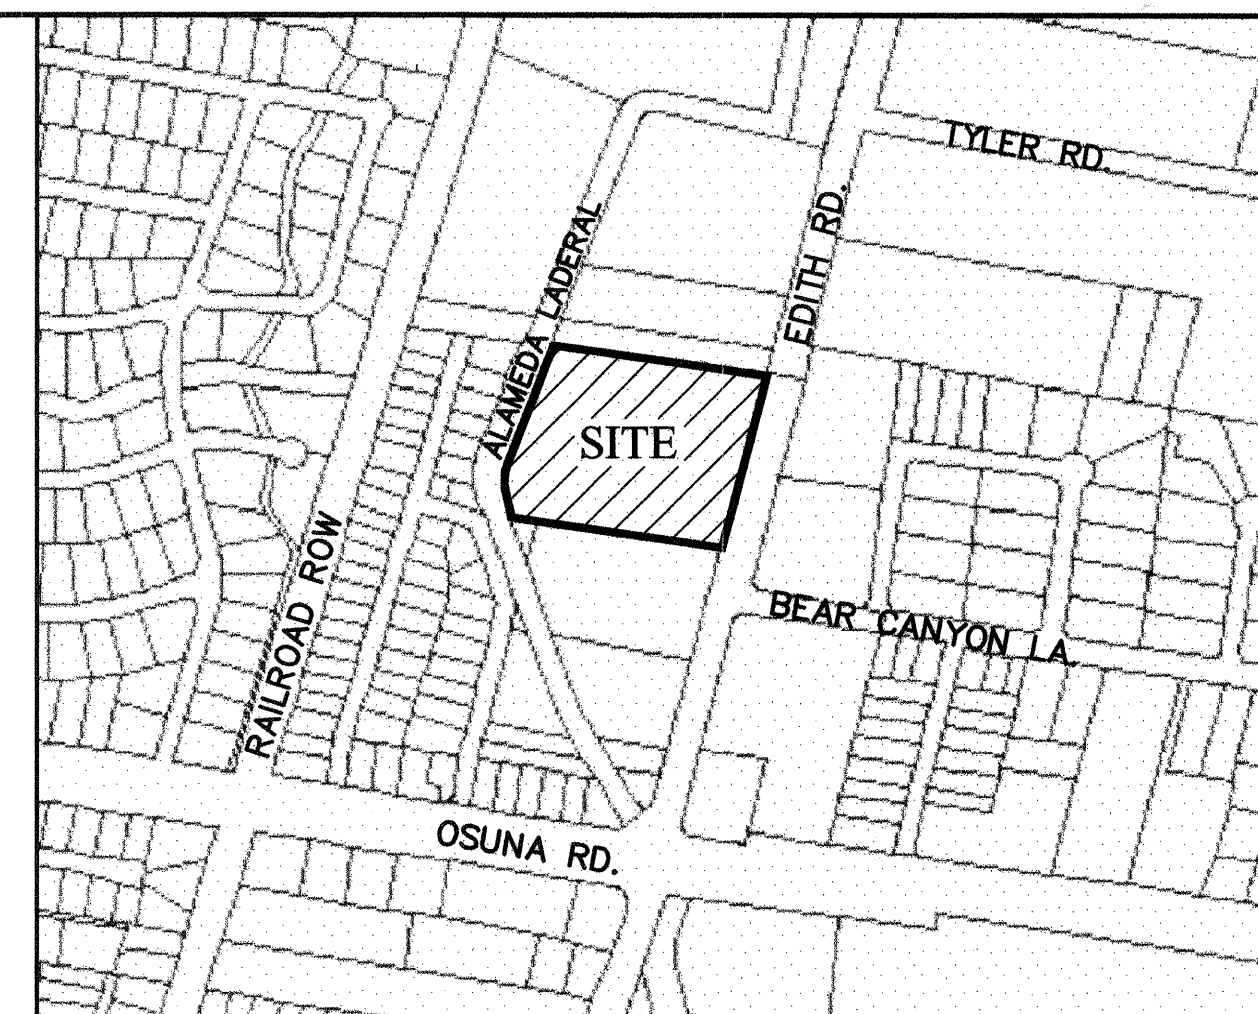 TYLER RD.
EDITH RD.
ALAMEDA LADERAL
SITE
RAILROAD ROW
BEAR CANYON LA.
OSUNA RD.